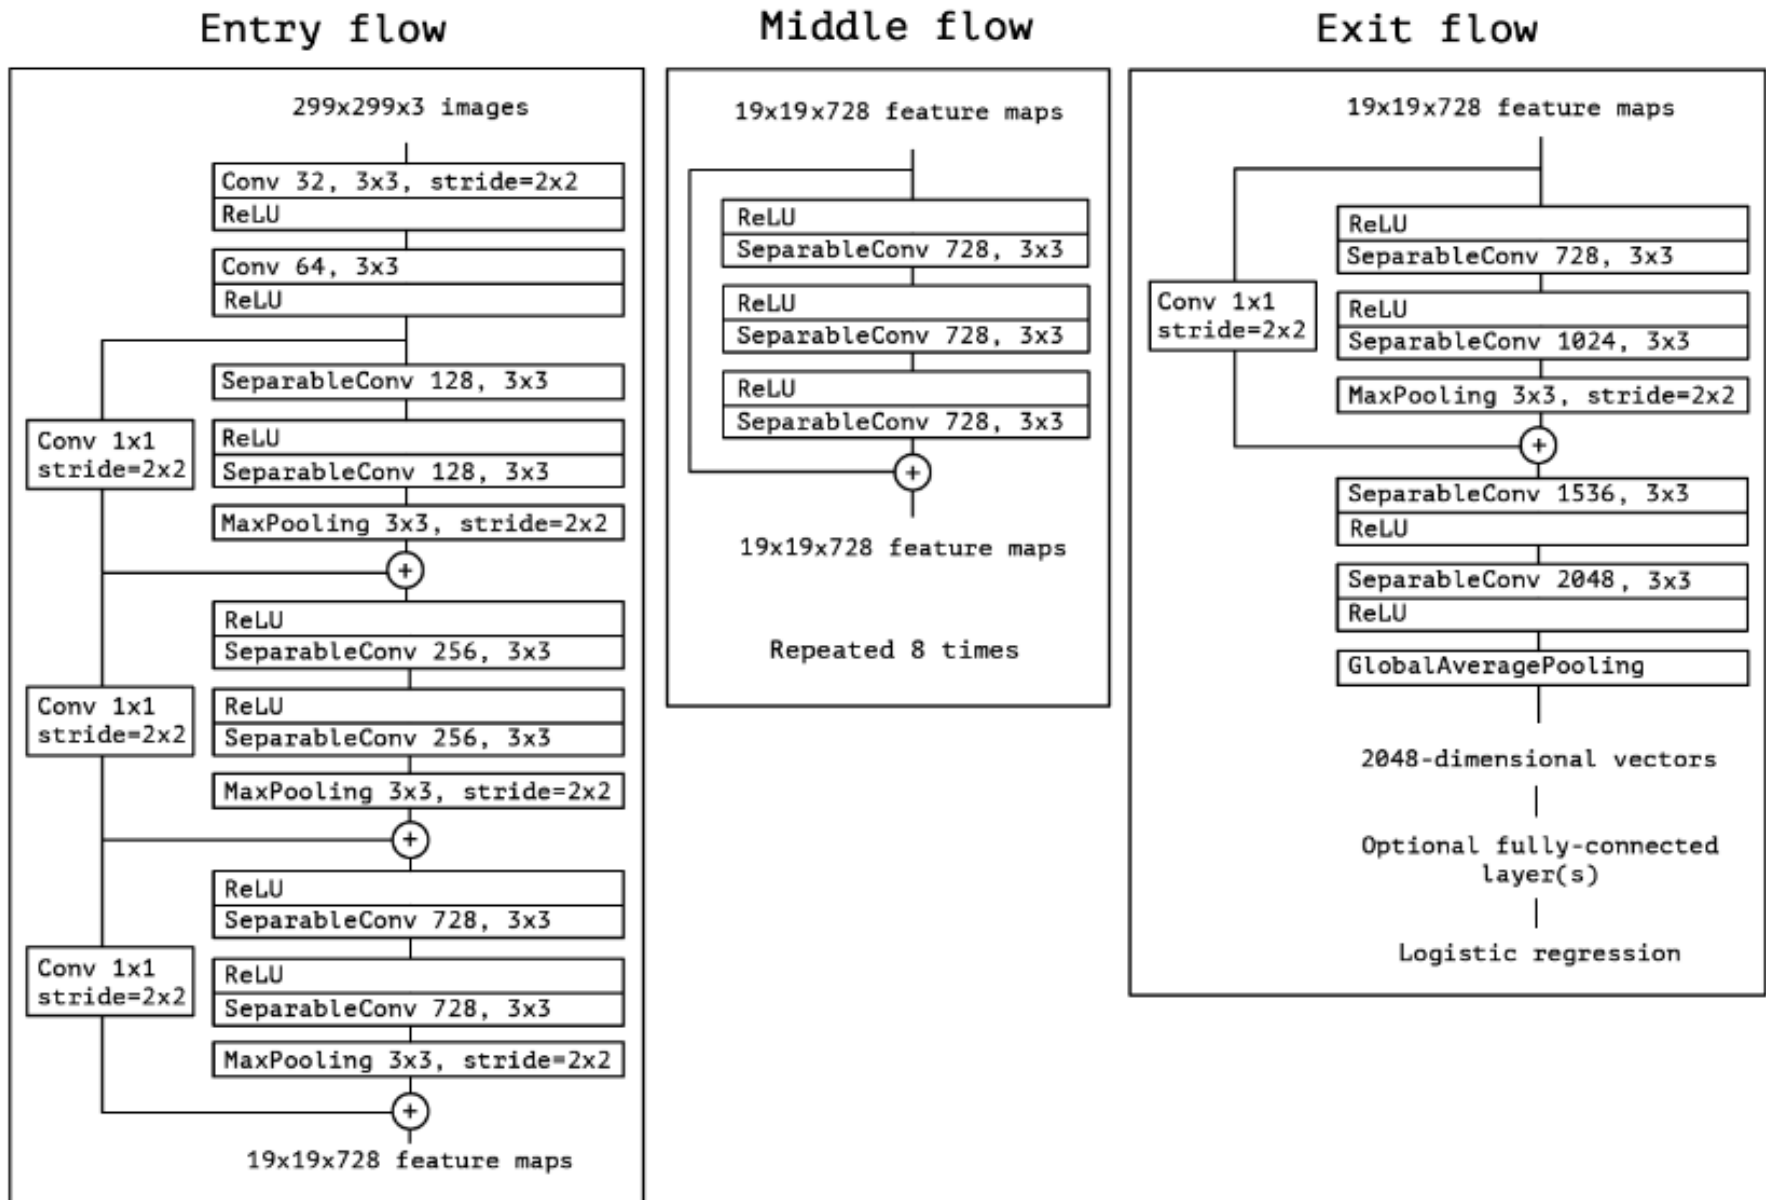 Entry flow
299x299x3 images
Conv 32, 3x3, stride=2x2
ReLU
Conv 64, 3x3
ReLU
SeparableConv 128, 3x3
Conv 1x1
stride=2x2
ReLU
SeparableConv 128, 3x3
MaxPooling 3x3, stride=2x2
+
ReLU
SeparableConv 256, 3x3
Conv 1x1
stride=2x2
ReLU
SeparableConv 256, 3x3
MaxPooling 3x3, stride=2x2
+
ReLU
SeparableConv 728, 3x3
Conv 1x1
stride=2x2
ReLU
SeparableConv 728, 3x3
MaxPooling 3x3, stride=2x2
+
19x19x728 feature maps
Middle flow
19x19x728 feature maps
ReLU
SeparableConv 728, 3x3
ReLU
SeparableConv 728, 3x3
ReLU
SeparableConv 728, 3x3
+
19x19x728 feature maps
Repeated 8 times
Exit flow
19x19x728 feature maps
ReLU
SeparableConv 728, 3x3
Conv 1x1
stride=2x2
ReLU
SeparableConv 1024, 3x3
MaxPooling 3x3, stride=2x2
+
SeparableConv 1536, 3x3
ReLU
SeparableConv 2048, 3x3
ReLU
GlobalAveragePooling
2048-dimensional vectors
Optional fully-connected
layer(s)
Logistic regression